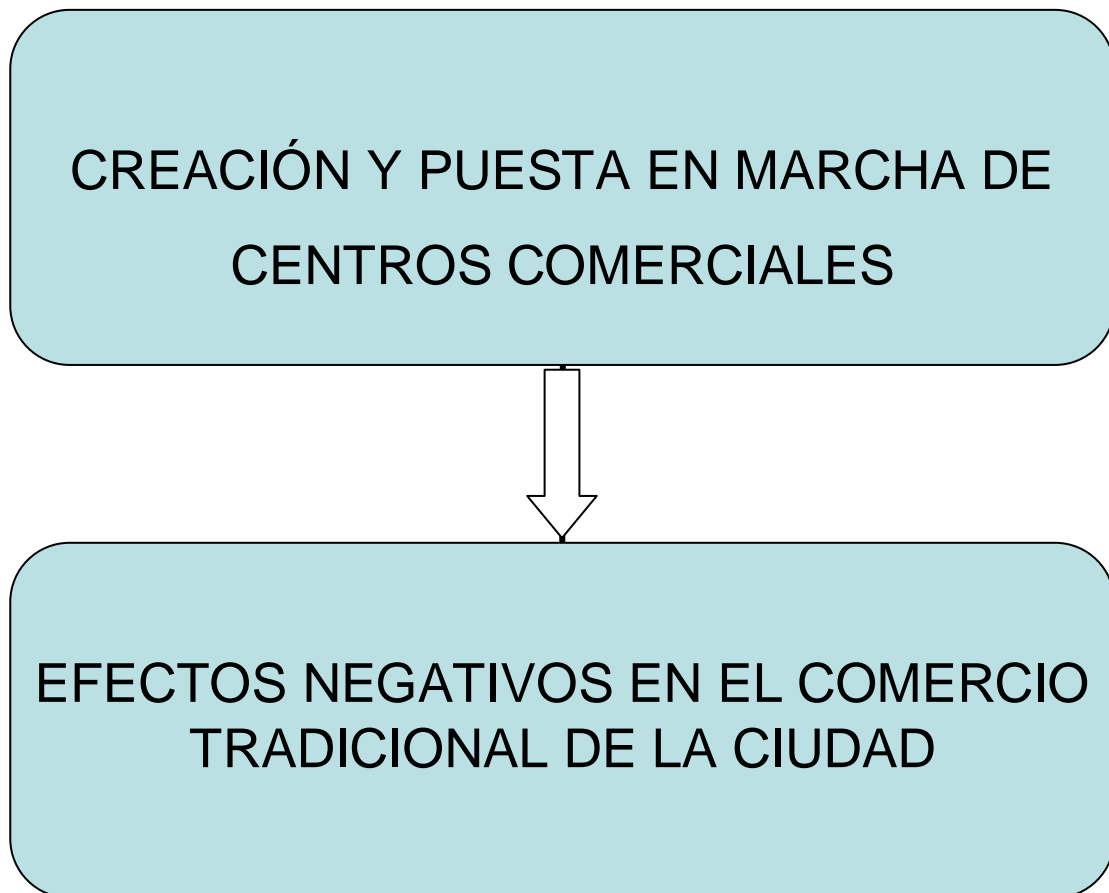 CREACIÓN Y PUESTA EN MARCHA DE
CENTROS COMERCIALES
EFECTOS NEGATIVOS EN EL COMERCIO
TRADICIONAL DE LA CIUDAD